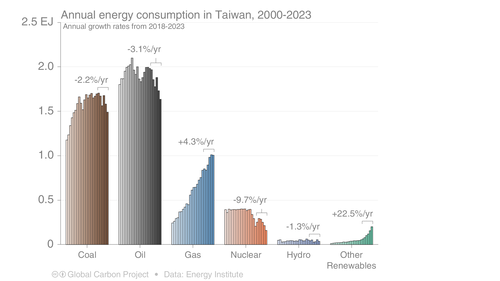 Annual energy consumption in Taiwan, 2000-2023
Annual growth rates from 2018-2023
2.5 EJ
2.0
1.5
1.0
0.5
0
-2.2%/yr
-3.1%/yr
+4.3%/yr
-9.7%/yr
-1.3%/yr
+22.5%/yr
Coal
Oil
Gas
Nuclear
Hydro
Other
Renewables
Global Carbon Project • Data: Energy Institute